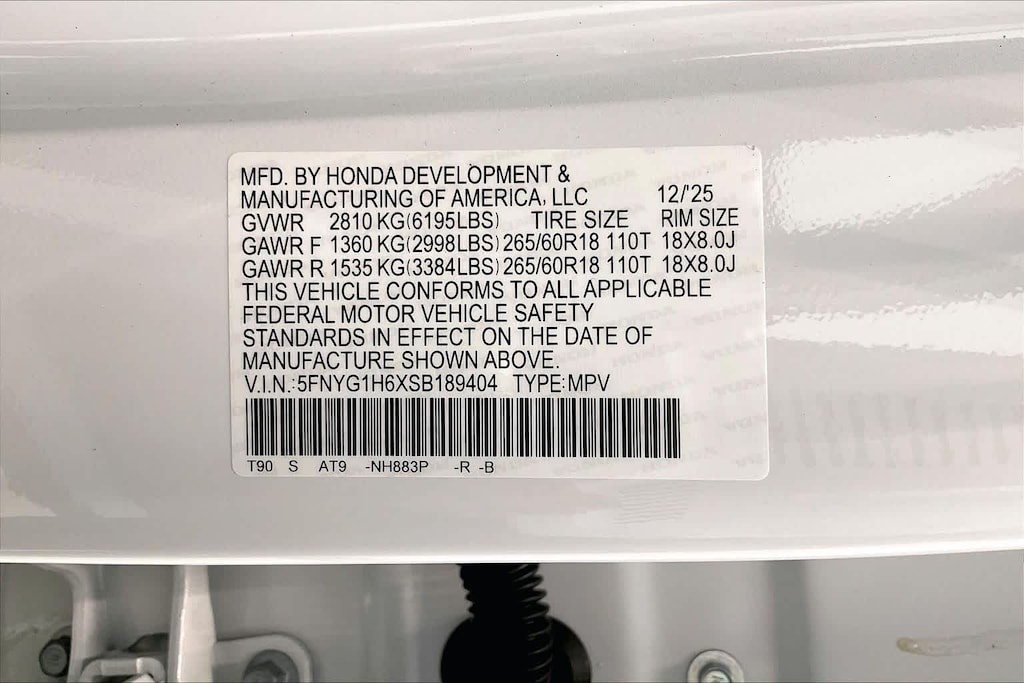 MFD. BY HONDA DEVELOPMENT &
MANUFACTURING OF AMERICA, LLC 12/'25
GVWR 2810 KG(6195LBS) TIRE SIZE RIM SIZE
GAWR F 1360 KG(2998LBS) 265/60R18 110T 18X8.0J
GAWR R 1535 KG(3384LBS) 265/60R18 110T 18X8.0J
THIS VEHICLE CONFORMS TO ALL APPLICABLE
FEDERAL MOTOR VEHICLE SAFETY
STANDARDS IN EFFECT ON THE DATE OF
MANUFACTURE SHOWN ABOVE.
V.I.N.:5FNYG1H6XSB189404 TYPE:MPV
T90 S AT9 -NH883P -R -B